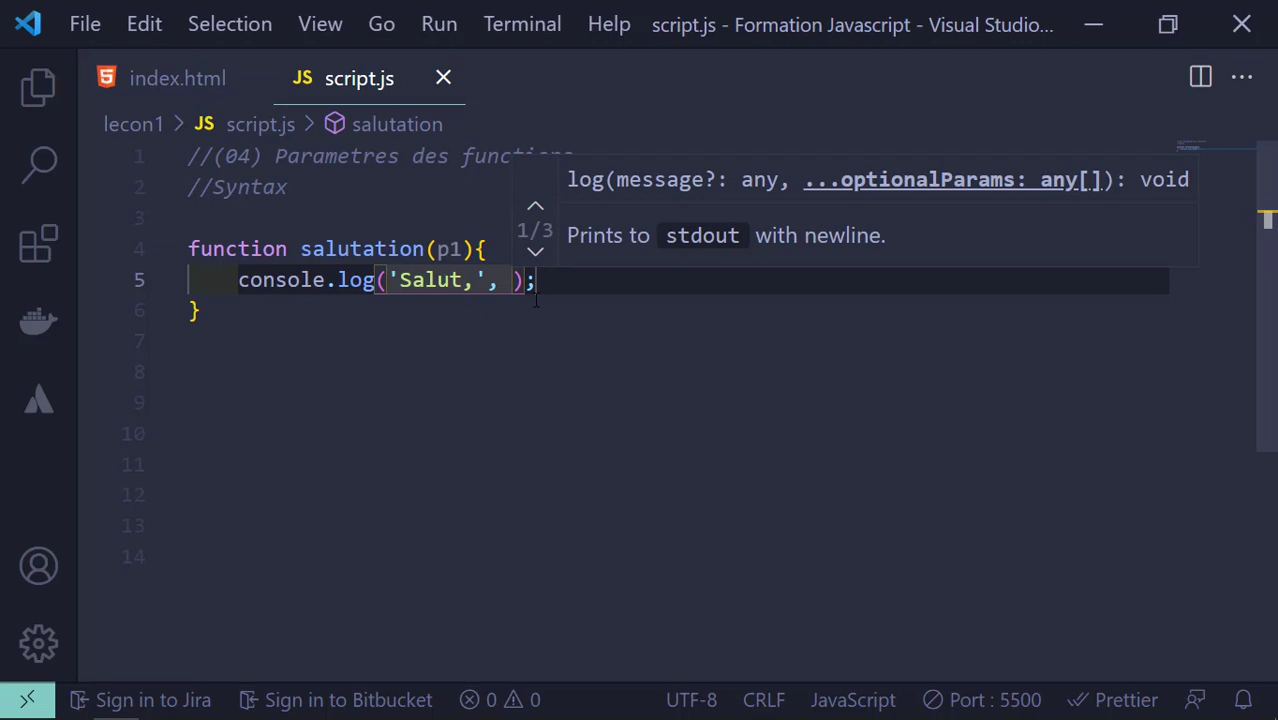 File Edit Selection View Go Run Terminal Help script.js - Formation Javascript - Visual Studio...
index.html JS script.js
lecon1 > JS script.js > salutation
1 //(04) Parametres des functions
2 //Syntax
3
4 function salutation(p1){
5 console.log('Salut,', );
6 }
7
8
9
10
11
12
13
14
log(message?: any, ...optionalParams: any[]): void
1/3
Prints to stdout with newline.
Sign in to Jira Sign in to Bitbucket 0 0 UTF-8 CRLF JavaScript Port : 5500 Prettier